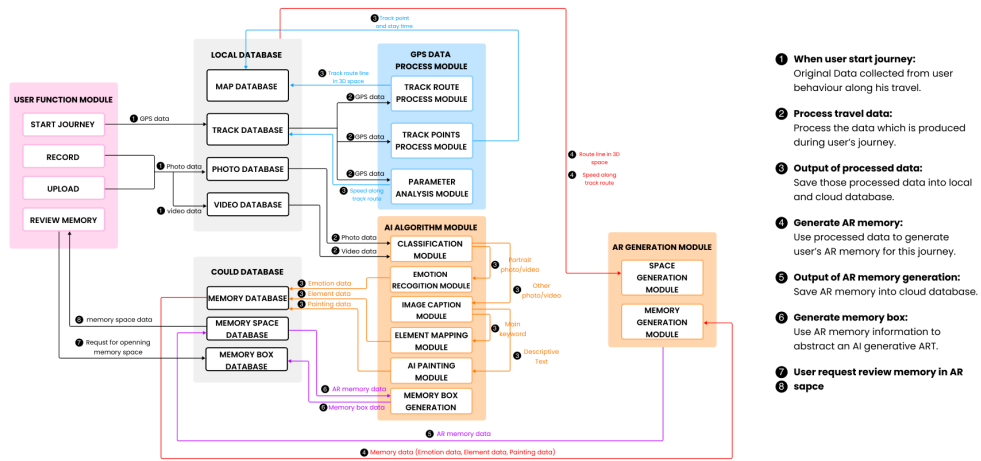 3 Track point
and stay time
LOCAL DATABASE
GPS DATA
PROCESS MODULE
3 Track route line
in 3D space
MAP DATABASE
TRACK ROUTE
PROCESS MODULE
USER FUNCTION MODULE
2 GPS data
START JOURNEY
1 GPS data
TRACK DATABASE
TRACK POINTS
PROCESS MODULE
2 GPS data
RECORD
1 Photo data
PHOTO DATABASE
2 GPS data
4 Route line in 3D
space
4 Speed along
track route
UPLOAD
PARAMETER
ANALYSIS MODULE
3 Speed along
track route
1 video data
VIDEO DATABASE
REVIEW MEMORY
AI ALGORITHM MODULE
2 Photo data
2 Video data
CLASSIFICATION
MODULE
AR GENERATION MODULE
3 Portrait
photo/video
SPACE
GENERATION
MODULE
COULD DATABASE
3 Emotion data
EMOTION
RECOGITION MODULE
3 Other
photo/video
MEMORY DATABASE
3 Element data
3 Painting data
IMAGE CAPTION
MODULE
MEMORY
GENERATION
MODULE
8 memory space data
MEMORY SPACE
DATABASE
3 Main
keyword
ELEMENT MAPPING
MODULE
7 Requst for openning
memory space
MEMORY BOX
DATABASE
3 Descriptive
Text
AI PAINTING
MODULE
6 AR memory data
6 Memory box data
MEMORY BOX
GENERATION
5 AR memory data
4 Memory data (Emotion data, Element data, Painting data)
1 When user start journey:
Original Data collected from user
behaviour along his travel.
2 Process travel data:
Process the data which is produced
during user's journey.
3 Output of processed data:
Save those processed data into local
and cloud database.
4 Generate AR memory:
Use processed data to generate
user's AR memory for this journey.
5 Output of AR memory generation:
Save AR memory into cloud database.
6 Generate memory box:
Use AR memory information to
abstract an AI generative ART.
7 User request review memory in AR
8 sapce